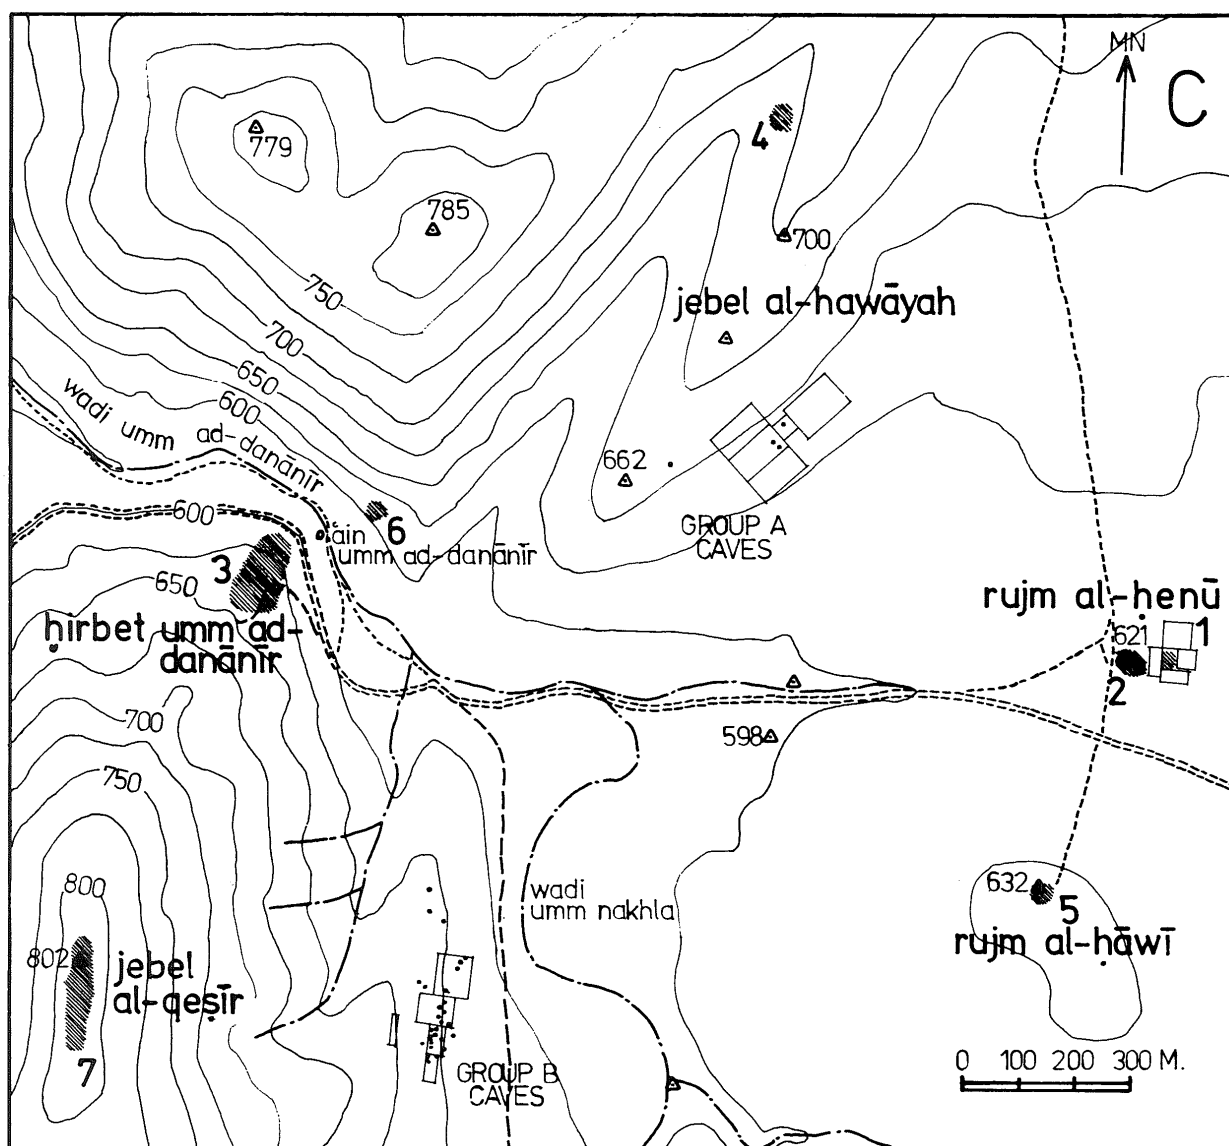 MN
C
779
4
785
700
750
jebel al-hawāyah
700
650
600
wadi umm ad-danānīr
662
600
6
GROUP A
CAVES
'ain
umm ad-danānīr
3
650
rujm al-henū
1
621
ḥirbet umm ad-
danānīr
2
700
598
750
800
wadi
umm nakhla
632
5
rujm al-hāwī
802
jebel
al-qeṣīr
7
GROUP B
CAVES
0 100 200 300 M.